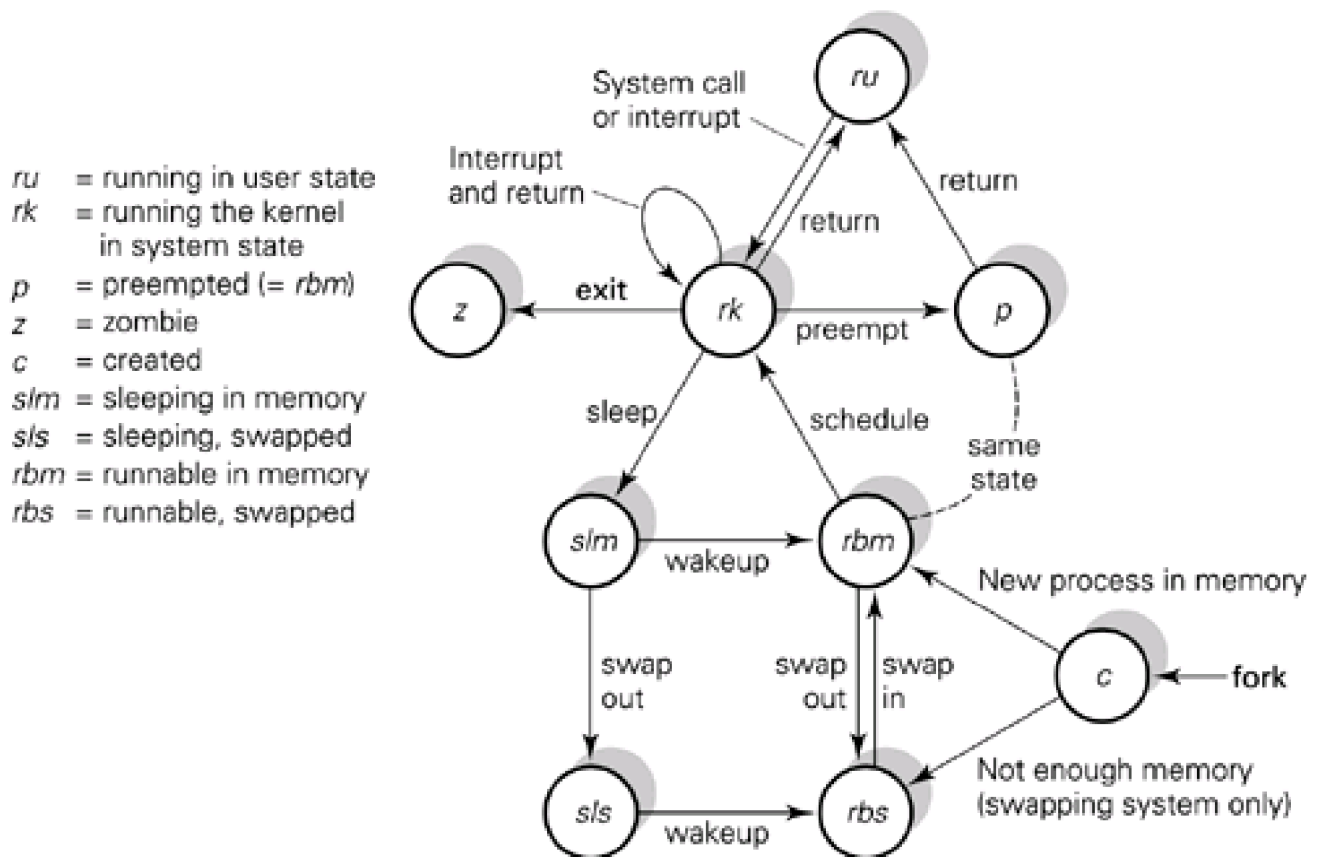 ru = running in user state
rk = running the kernel
in system state
p = preempted (= rbm)
z = zombie
c = created
slm = sleeping in memory
sls = sleeping, swapped
rbm = runnable in memory
rbs = runnable, swapped
ru
System call
or interrupt
Interrupt
and return
return
return
z
exit
rk
preempt
p
sleep
schedule
same
state
slm
wakeup
rbm
New process in memory
swap
out
swap
out
swap
in
c
fork
Not enough memory
(swapping system only)
sls
wakeup
rbs